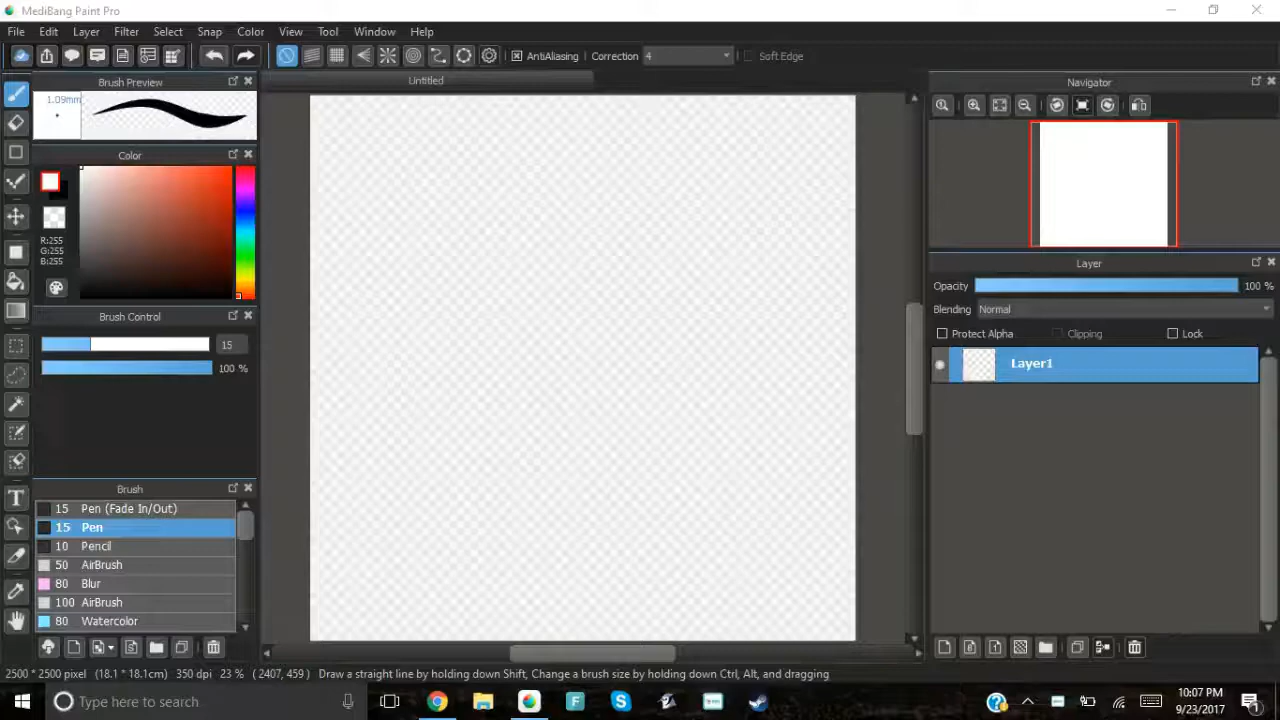 MediBang Paint Pro
File Edit Layer Filter Select Snap Color View Tool Window Help
AntiAliasing Correction 4 Soft Edge
Untitled
Brush Preview
1.09mm
Color
R:255
G:255
B:255
Brush Control
15
100 %
Brush
15 Pen (Fade In/Out)
15 Pen
10 Pencil
50 AirBrush
80 Blur
100 AirBrush
80 Watercolor
Navigator
Layer
Opacity 100 %
Blending Normal
Protect Alpha Clipping Lock
Layer1
2500 * 2500 pixel (18.1 * 18.1cm) 350 dpi 23 % ( 2407, 459 ) Draw a straight line by holding down Shift, Change a brush size by holding down Ctrl, Alt, and dragging
Type here to search
10:07 PM
9/23/2017